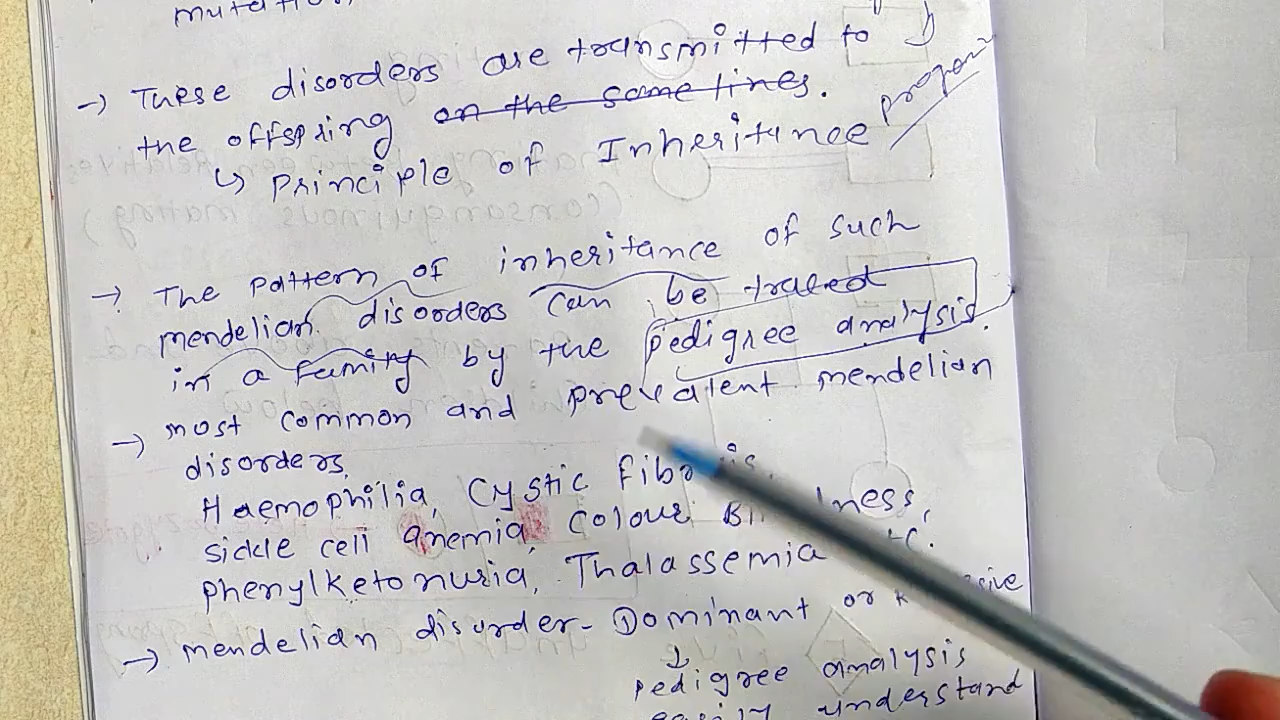 mutation.
→ These disorders are transmitted to
the offspring on the same lines.
↳ Principle of Inheritance
→ The pattern of inheritance of such
mendelian disorders can be traced
in a family by the pedigree analysis.
→ most common and prevalent mendelian
disorders.
Haemophilia, Cystic
sickle cell anemia, Colour
phenylketonuria, Thalassemia
→ mendelian disorder - Dominant or
↓
pedigree analysis
understand